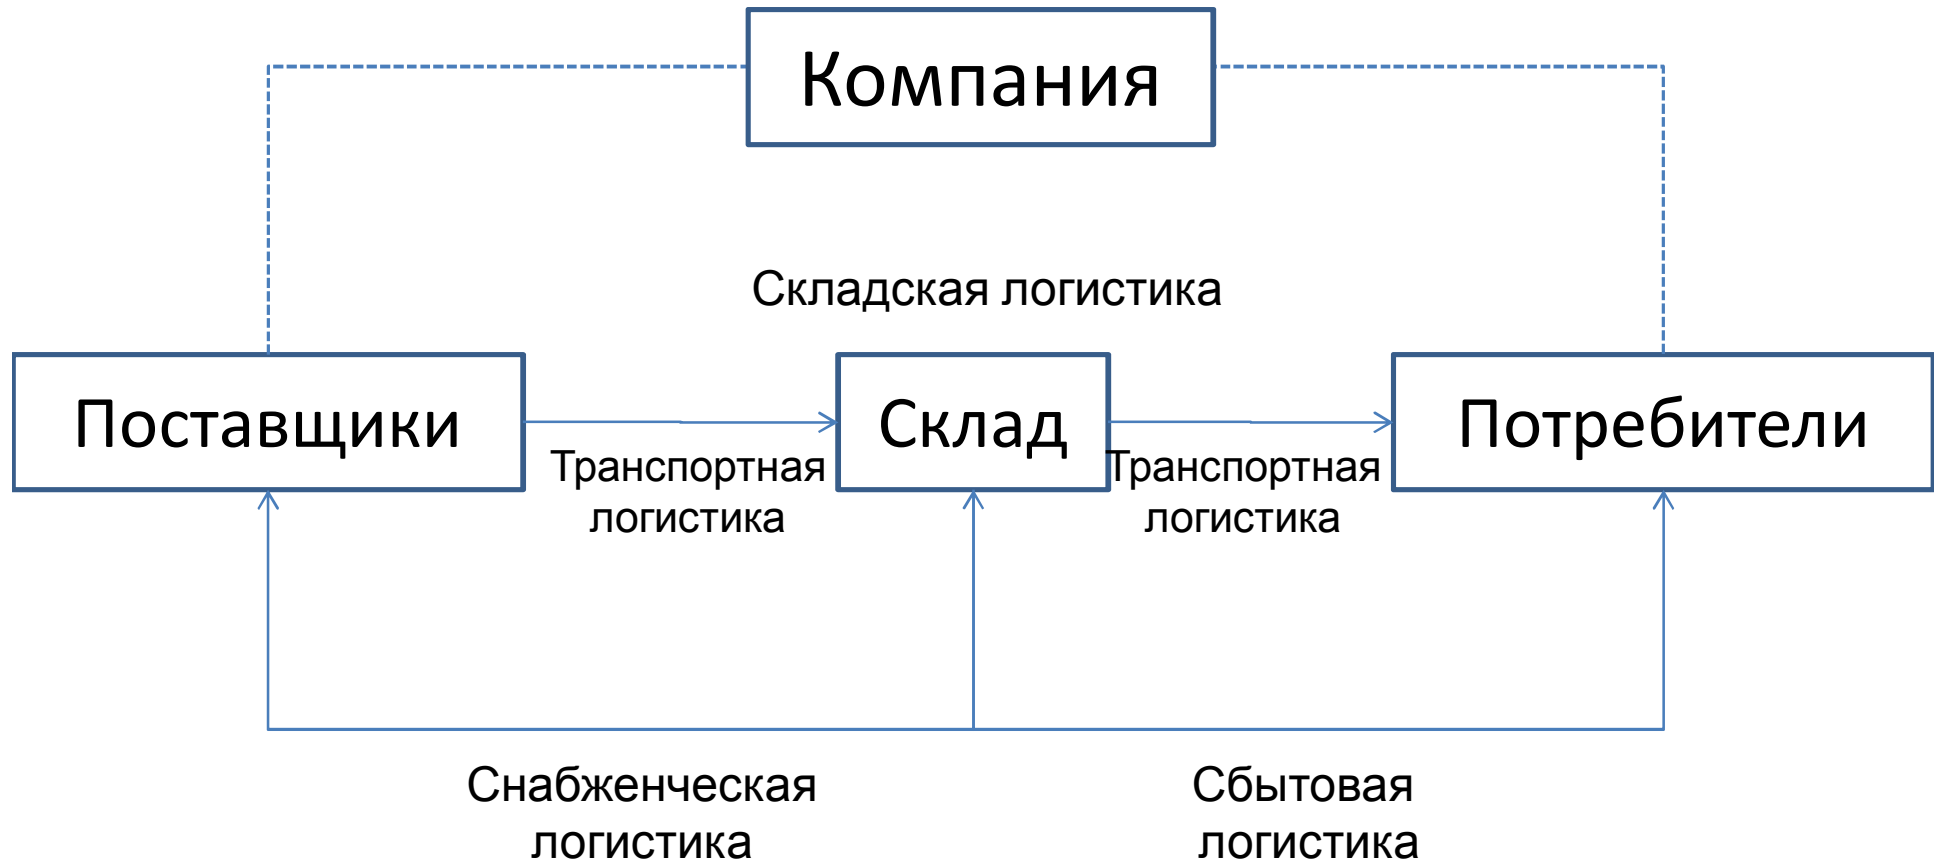 Компания
Складская логистика
Поставщики
Склад
Потребители
Транспортная
логистика
Транспортная
логистика
Снабженческая
логистика
Сбытовая
логистика